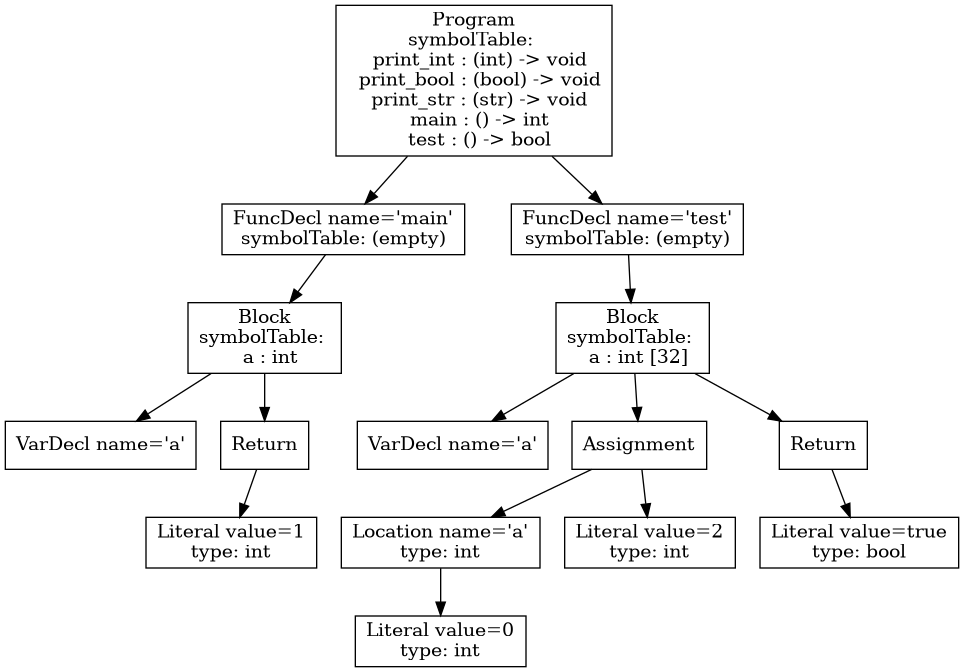 Program
symbolTable:
print_int : (int) -> void
print_bool : (bool) -> void
print_str : (str) -> void
main : () -> int
test : () -> bool
FuncDecl name='main'
symbolTable: (empty)
FuncDecl name='test'
symbolTable: (empty)
Block
symbolTable:
a : int
Block
symbolTable:
a : int [32]
VarDecl name='a'
Return
VarDecl name='a'
Assignment
Return
Literal value=1
type: int
Location name='a'
type: int
Literal value=2
type: int
Literal value=true
type: bool
Literal value=0
type: int